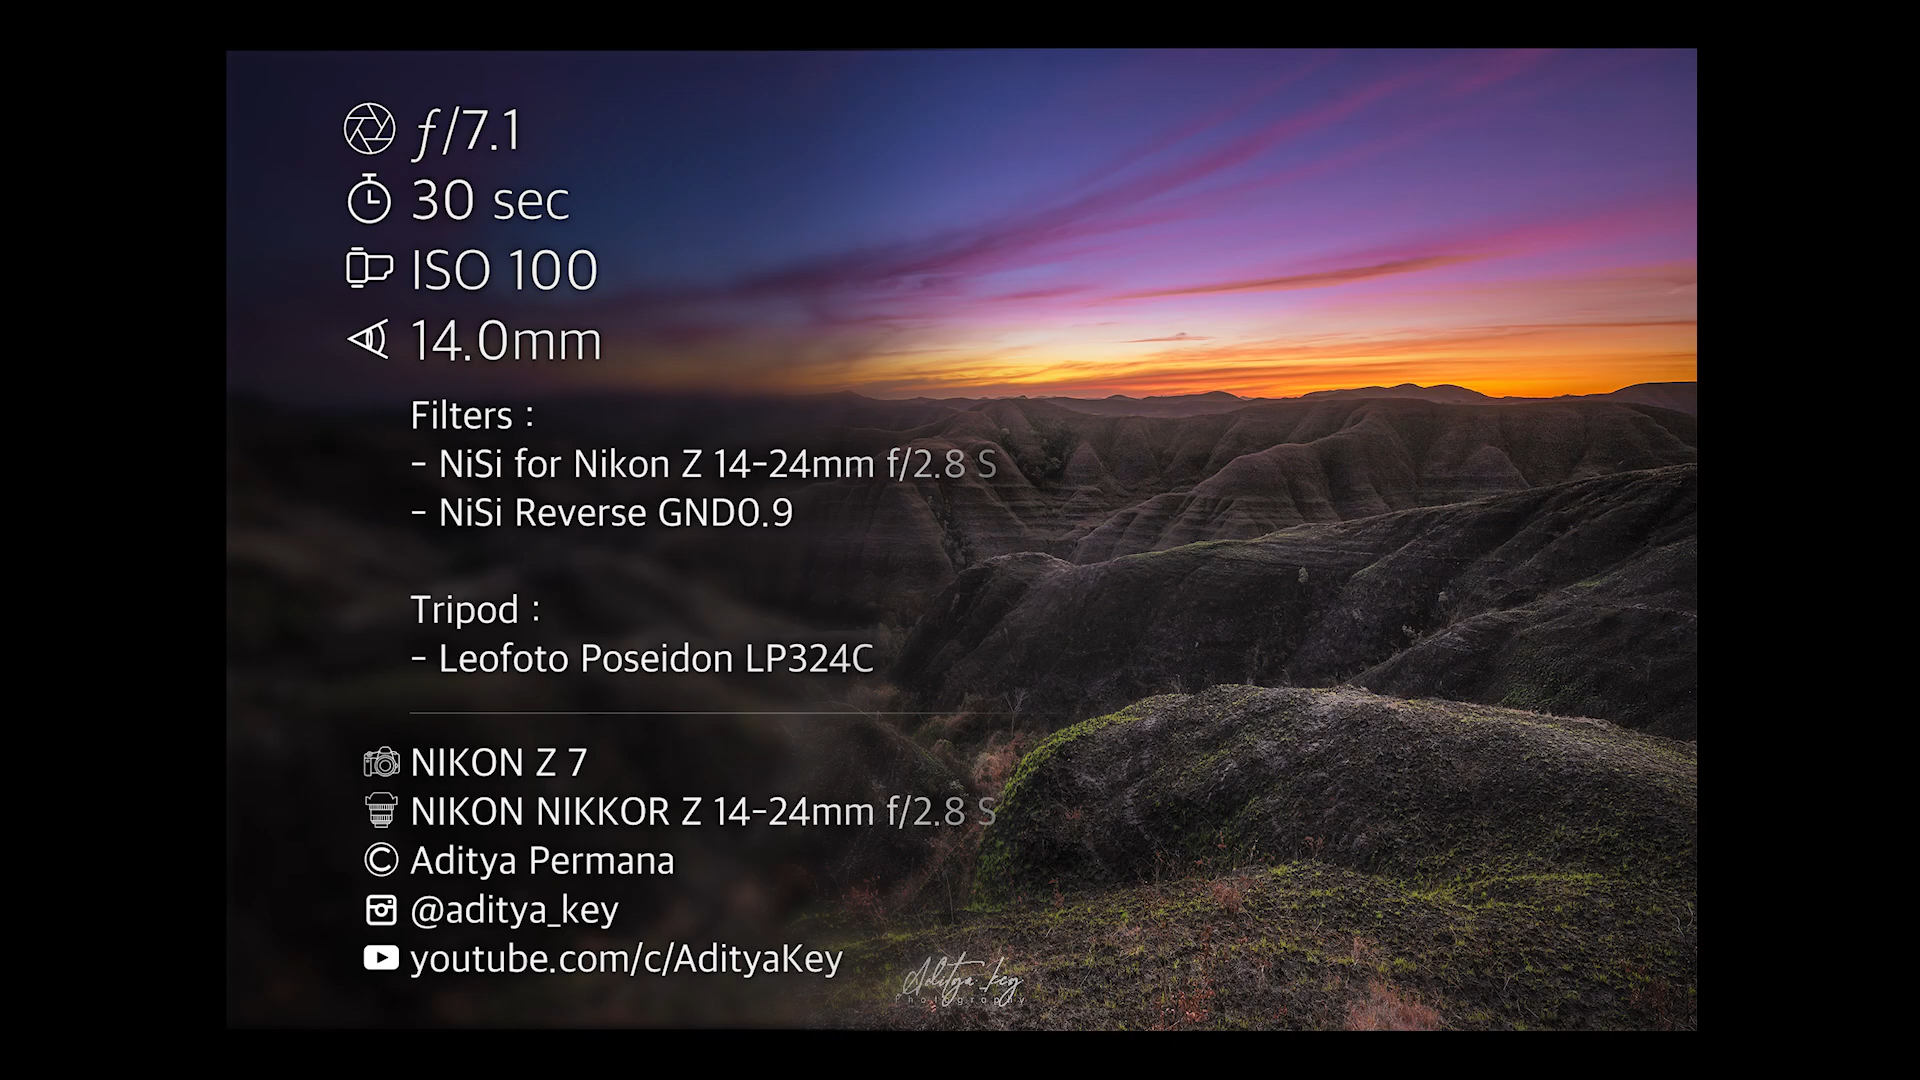 ƒ/7.1
30 sec
ISO 100
14.0mm
Filters :
- NiSi for Nikon Z 14-24mm f/2.8 S
- NiSi Reverse GND0.9
Tripod :
- Leofoto Poseidon LP324C
NIKON Z 7
NIKON NIKKOR Z 14-24mm f/2.8 S
© Aditya Permana
@aditya_key
youtube.com/c/AdityaKey
Aditya_key
Photography